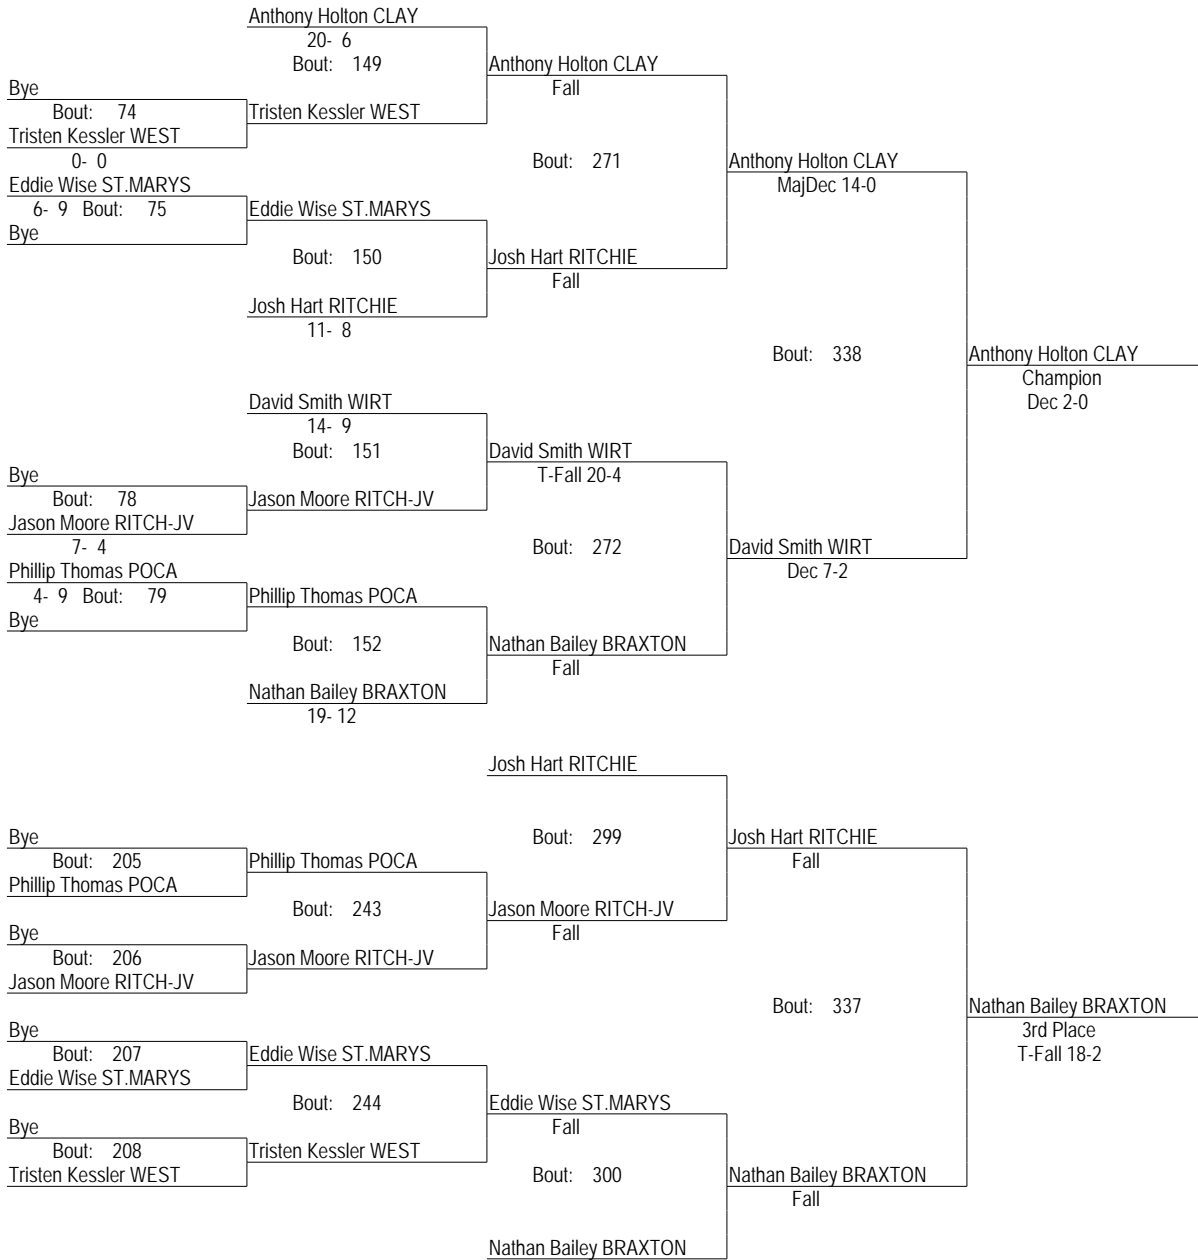 Anthony Holton CLAY
20- 6
Bout: 149
Anthony Holton CLAY
Fall
Bye
Bout: 74
Tristen Kessler WEST
Tristen Kessler WEST
0- 0
Bout: 271
Anthony Holton CLAY
MajDec 14-0
Eddie Wise ST.MARYS
6- 9 Bout: 75
Eddie Wise ST.MARYS
Bye
Bout: 150
Josh Hart RITCHIE
Fall
Josh Hart RITCHIE
11- 8
Bout: 338
Anthony Holton CLAY
Champion
Dec 2-0
David Smith WIRT
14- 9
Bout: 151
David Smith WIRT
T-Fall 20-4
Bye
Bout: 78
Jason Moore RITCH-JV
Jason Moore RITCH-JV
7- 4
Bout: 272
David Smith WIRT
Dec 7-2
Phillip Thomas POCA
4- 9 Bout: 79
Phillip Thomas POCA
Bye
Bout: 152
Nathan Bailey BRAXTON
Fall
Nathan Bailey BRAXTON
19- 12
Josh Hart RITCHIE
Bye
Bout: 299
Josh Hart RITCHIE
Fall
Bout: 205
Phillip Thomas POCA
Phillip Thomas POCA
Bout: 243
Jason Moore RITCH-JV
Fall
Bye
Bout: 206
Jason Moore RITCH-JV
Jason Moore RITCH-JV
Bout: 337
Nathan Bailey BRAXTON
3rd Place
T-Fall 18-2
Bye
Bout: 207
Eddie Wise ST.MARYS
Eddie Wise ST.MARYS
Bout: 244
Eddie Wise ST.MARYS
Fall
Bye
Bout: 208
Tristen Kessler WEST
Tristen Kessler WEST
Bout: 300
Nathan Bailey BRAXTON
Fall
Nathan Bailey BRAXTON